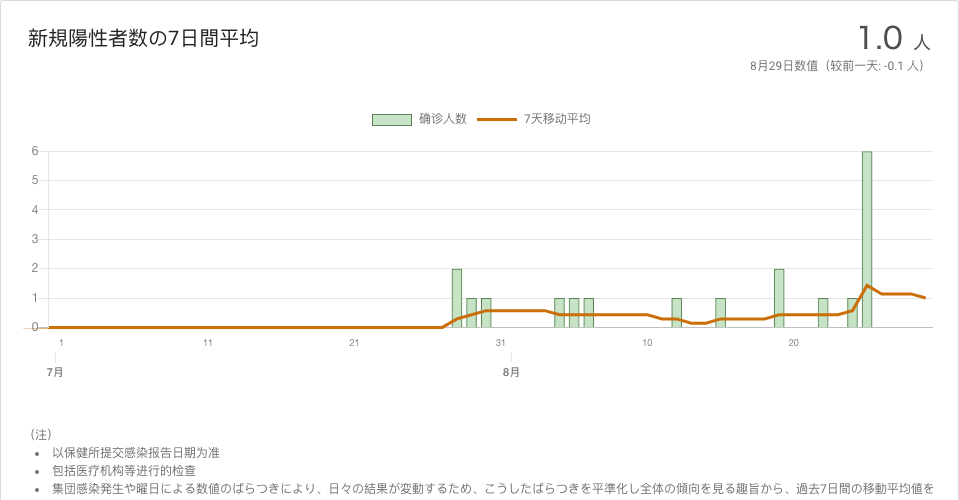 新規陽性者数の7日間平均
1.0 人
8月29日数值（较前一天: -0.1 人）
确诊人数 7天移动平均
6
5
4
3
2
1
0
1 11 21 31 10 20
7月 8月
（注）
• 以保健所提交感染报告日期为准
• 包括医疗机构等进行的检查
• 集団感染発生や曜日による数値のばらつきにより、日々の結果が変動するため、こうしたばらつきを平準化し全体の傾向を見る趣旨から、過去7日間の移動平均値を